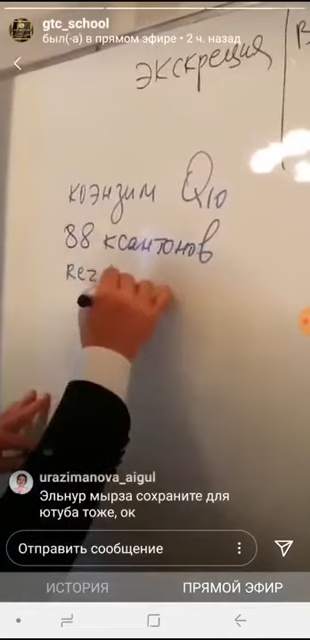 gtc_school
был(-а) в прямом эфире • 2 ч. назад
экскреция
В
коэнзим Q10
88 ксантонов
Rez
urazimanova_aigul
Эльнур мырза сохраните для
ютуба тоже, ок
Отправить сообщение
ИСТОРИЯ
ПРЯМОЙ ЭФИР